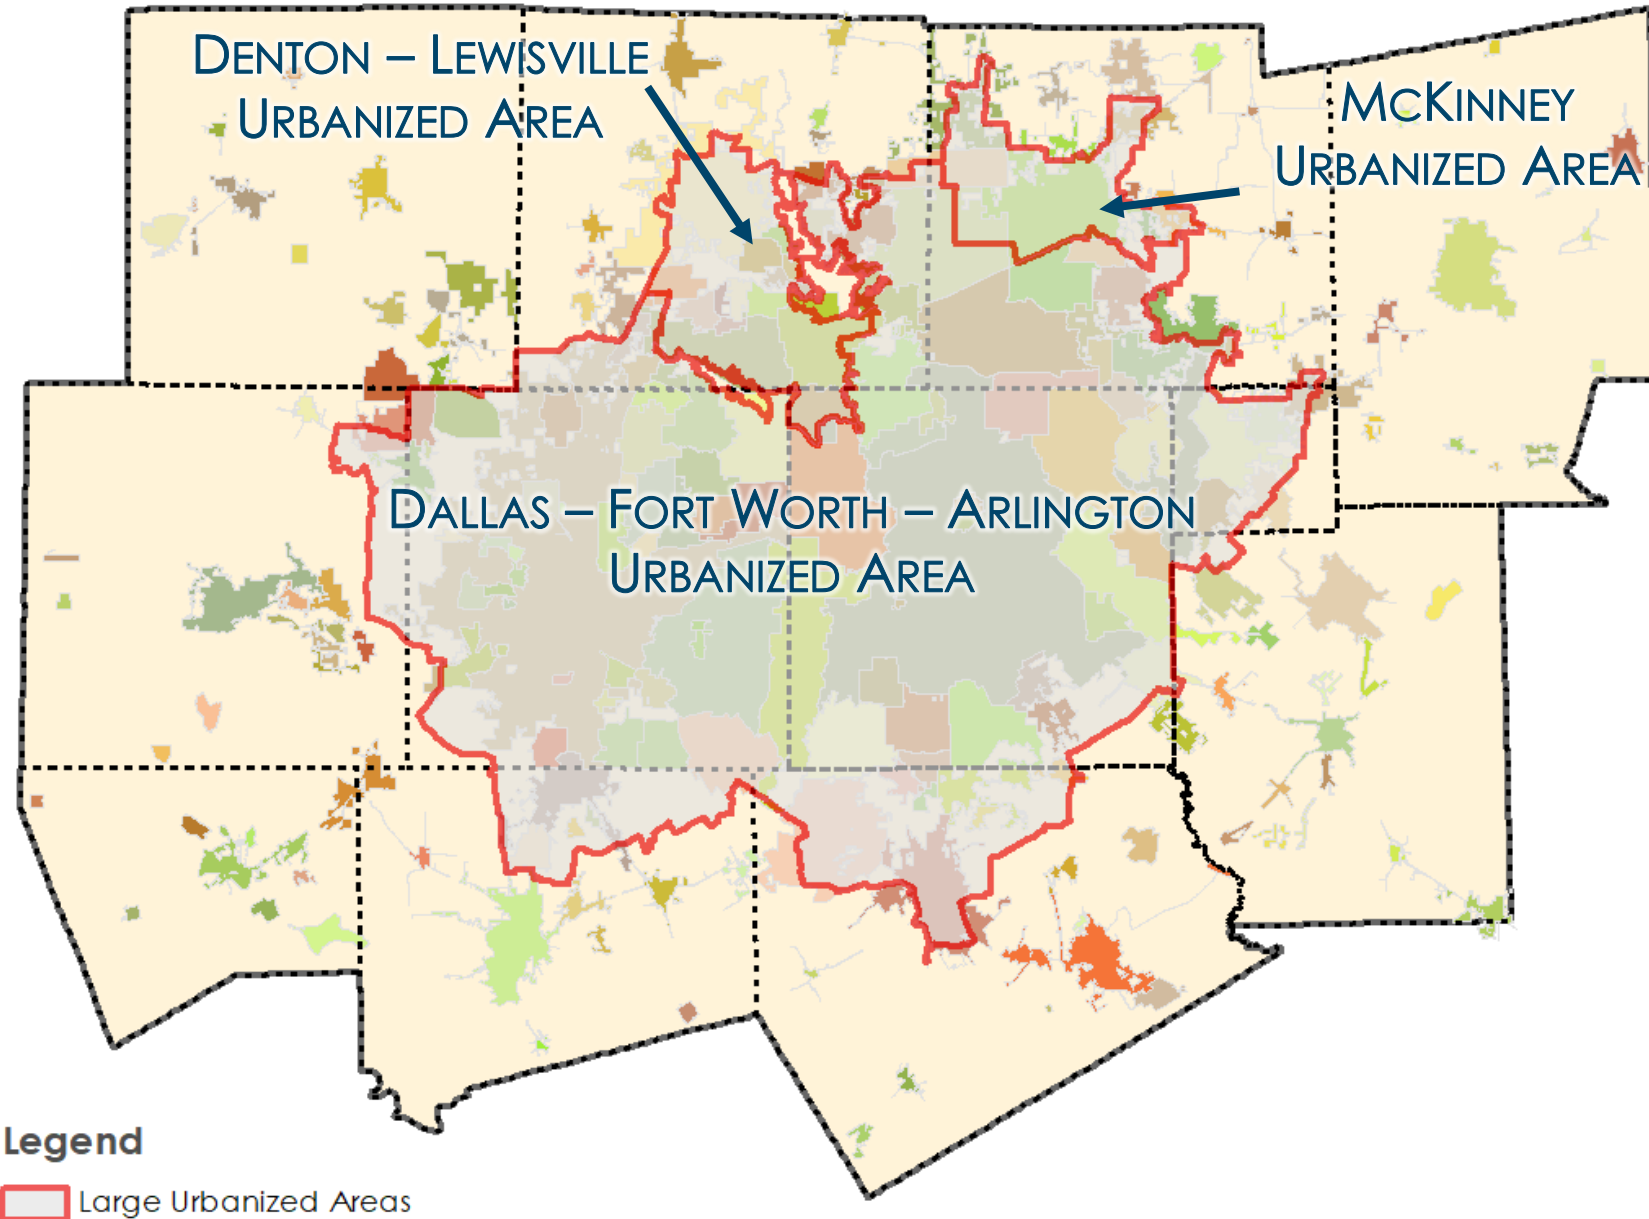 DENTON – LEWISVILLE
URBANIZED AREA
MCKINNEY
URBANIZED AREA
DALLAS – FORT WORTH – ARLINGTON
URBANIZED AREA
Legend
Large Urbanized Areas